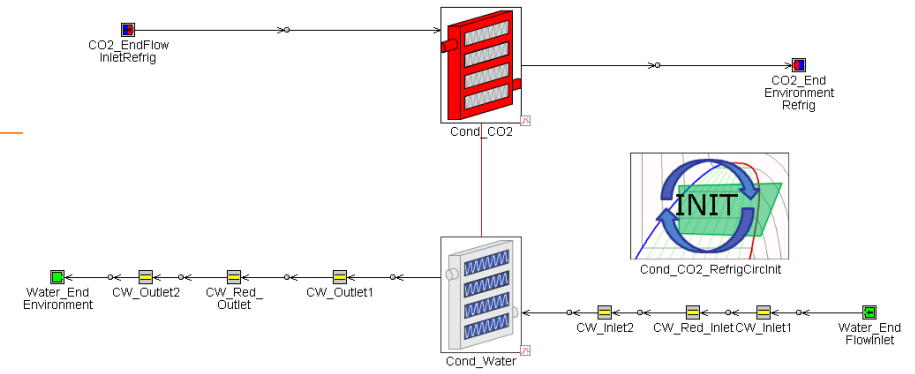 CO2_EndFlow
InletRefrig
Cond_CO2
CO2_End
Environment
Refrig
INIT
Cond_CO2_RefrigCircInit
Water_End
Environment
CW_Outlet2
CW_Red_
Outlet
CW_Outlet1
Cond_Water
CW_Inlet2
CW_Red_Inlet
CW_Inlet1
Water_End
FlowInlet